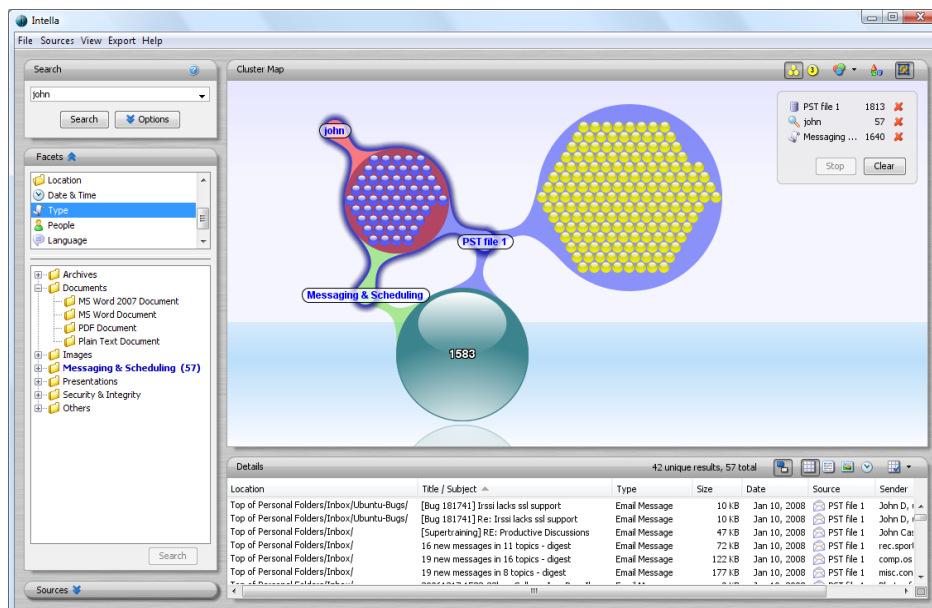 Intella
File Sources View Export Help
Search
john
Search
Options
Facets
Location
Date & Time
Type
People
Language
Archives
Documents
MS Word 2007 Document
MS Word Document
PDF Document
Plain Text Document
Images
Messaging & Scheduling (57)
Presentations
Security & Integrity
Others
Search
Sources
Cluster Map
3
PST file 1 1813
john 57
Messaging ... 1640
Stop Clear
john
PST file 1
Messaging & Scheduling
1583
Details 42 unique results, 57 total
Location Title / Subject Type Size Date Source Sender
Top of Personal Folders/Inbox/Ubuntu-Bugs/ [Bug 181741] Irssi lacks ssl support Email Message 10 KB Jan 10, 2008 PST file 1 John D,
Top of Personal Folders/Inbox/Ubuntu-Bugs/ [Bug 181741] Re: Irssi lacks ssl support Email Message 10 KB Jan 10, 2008 PST file 1 John D,
Top of Personal Folders/Inbox/ [Supertraining] RE: Productive Discussions Email Message 47 KB Jan 10, 2008 PST file 1 John Ca
Top of Personal Folders/Inbox/ 16 new messages in 11 topics - digest Email Message 72 KB Jan 10, 2008 PST file 1 rec.sport
Top of Personal Folders/Inbox/ 19 new messages in 16 topics - digest Email Message 122 KB Jan 10, 2008 PST file 1 comp.os
Top of Personal Folders/Inbox/ 19 new messages in 8 topics - digest Email Message 177 KB Jan 10, 2008 PST file 1 misc.con